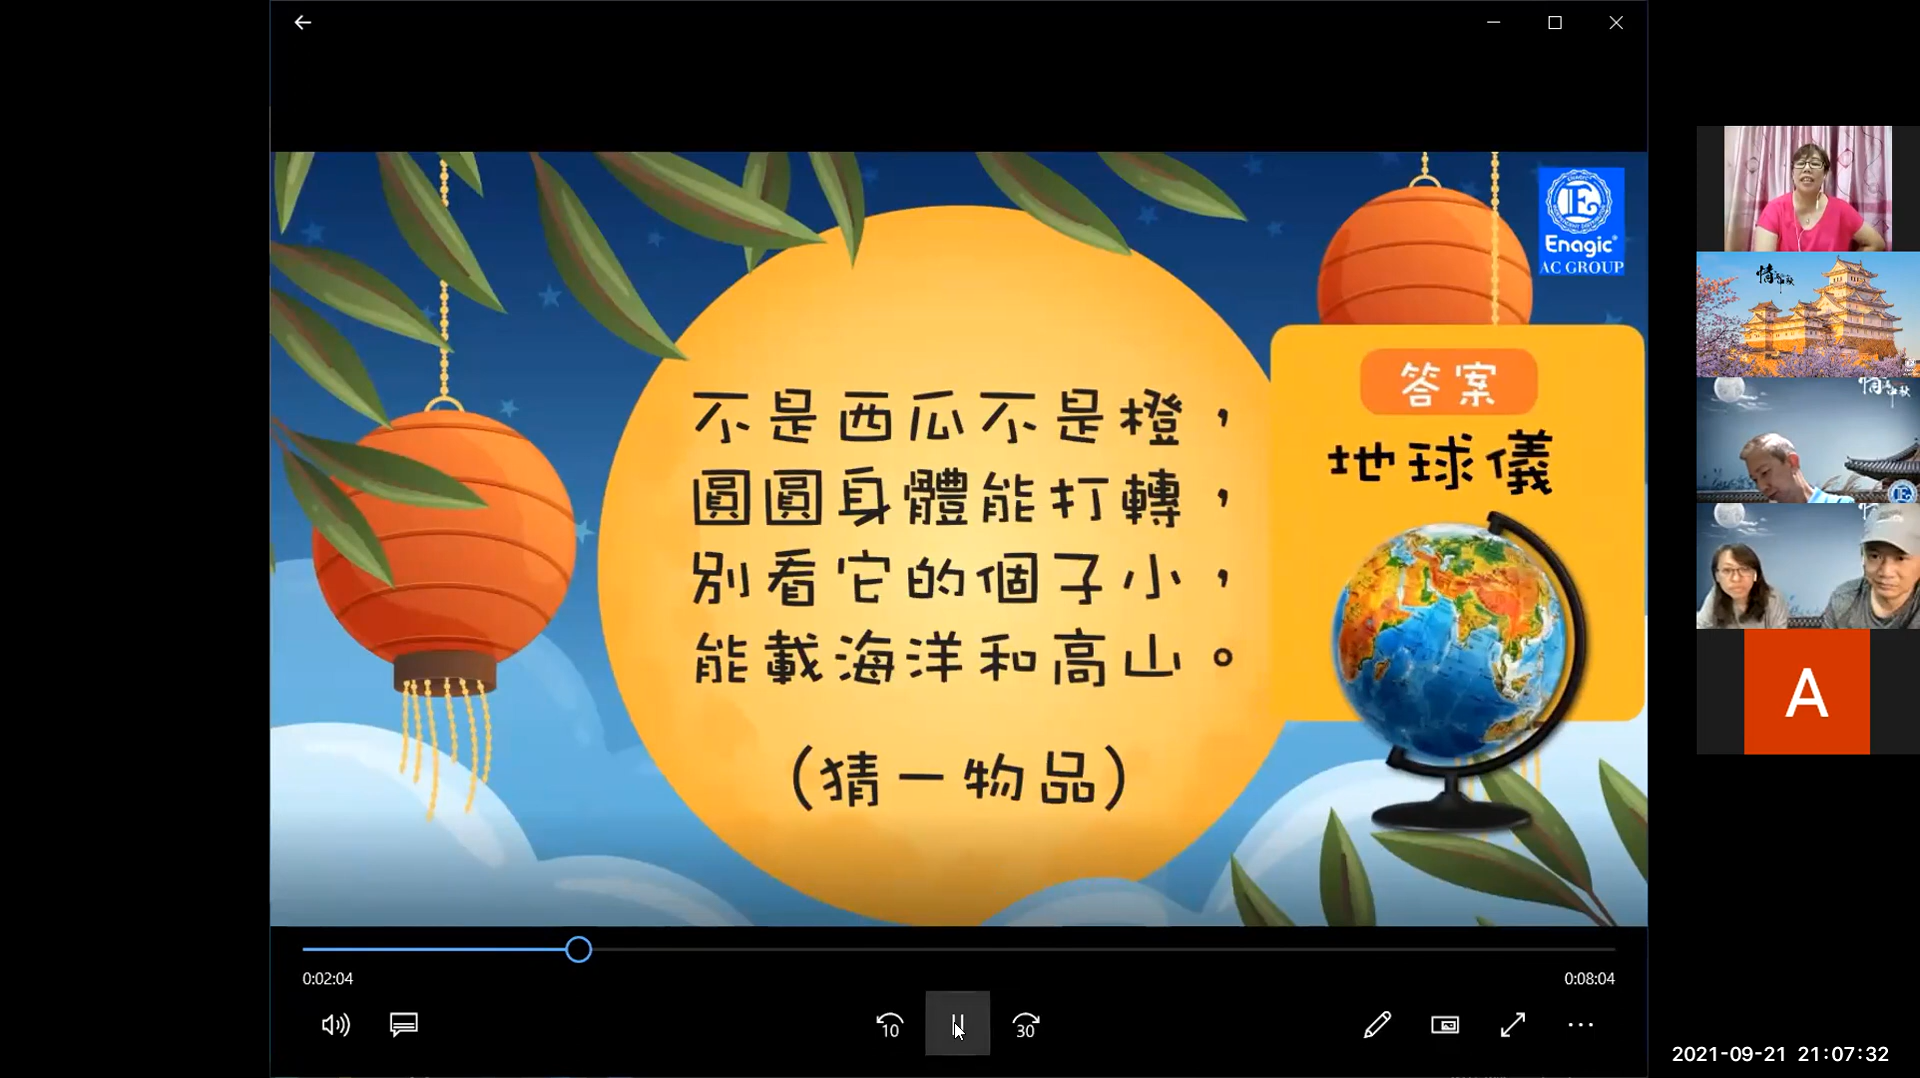 Enagic®
AC GROUP
不是西瓜不是橙，
圓圓身體能打轉，
別看它的個子小，
能載海洋和高山。
(猜一物品)
答案
地球儀
0:02:04
0:08:04
10
30
A
2021-09-21 21:07:32